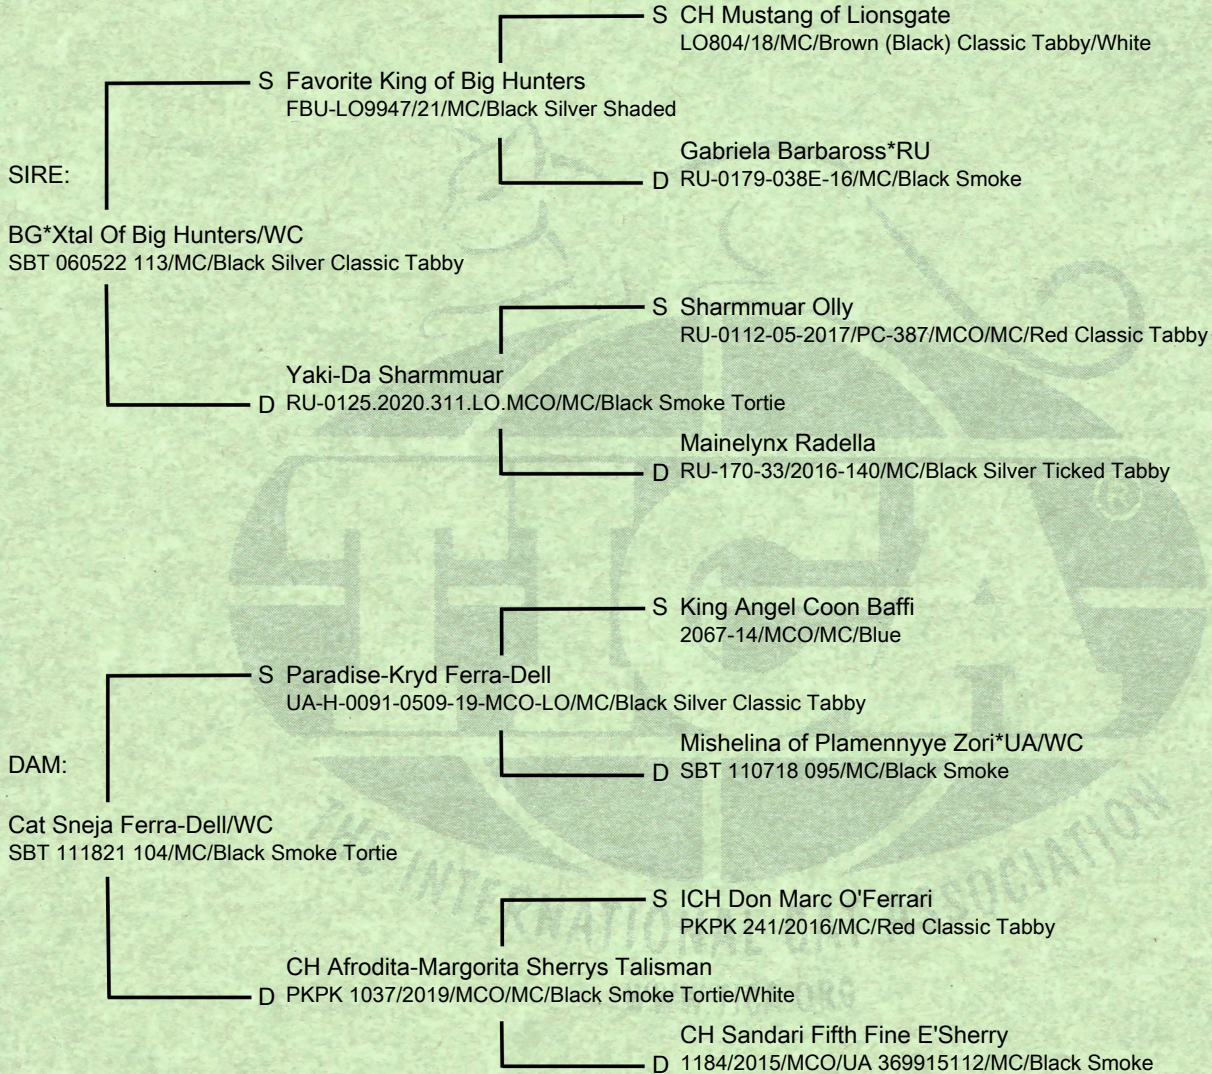 S CH Mustang of Lionsgate
LO804/18/MC/Brown (Black) Classic Tabby/White
S Favorite King of Big Hunters
FBU-LO9947/21/MC/Black Silver Shaded
Gabriela Barbaross*RU
D RU-0179-038E-16/MC/Black Smoke
SIRE:
BG*Xtal Of Big Hunters/WC
SBT 060522 113/MC/Black Silver Classic Tabby
S Sharmmuar Olly
RU-0112-05-2017/PC-387/MCO/MC/Red Classic Tabby
Yaki-Da Sharmmuar
D RU-0125.2020.311.LO.MCO/MC/Black Smoke Tortie
Mainelynx Radella
D RU-170-33/2016-140/MC/Black Silver Ticked Tabby
®
TICA
S King Angel Coon Baffi
2067-14/MCO/MC/Blue
S Paradise-Kryd Ferra-Dell
UA-H-0091-0509-19-MCO-LO/MC/Black Silver Classic Tabby
Mishelina of Plamennyye Zori*UA/WC
D SBT 110718 095/MC/Black Smoke
DAM:
Cat Sneja Ferra-Dell/WC
SBT 111821 104/MC/Black Smoke Tortie
THE INTERNATIONAL CAT ASSOCIATION
S ICH Don Marc O'Ferrari
PKPK 241/2016/MC/Red Classic Tabby
CH Afrodita-Margorita Sherrys Talisman
D PKPK 1037/2019/MCO/MC/Black Smoke Tortie/White
CH Sandari Fifth Fine E'Sherry
D 1184/2015/MCO/UA 369915112/MC/Black Smoke